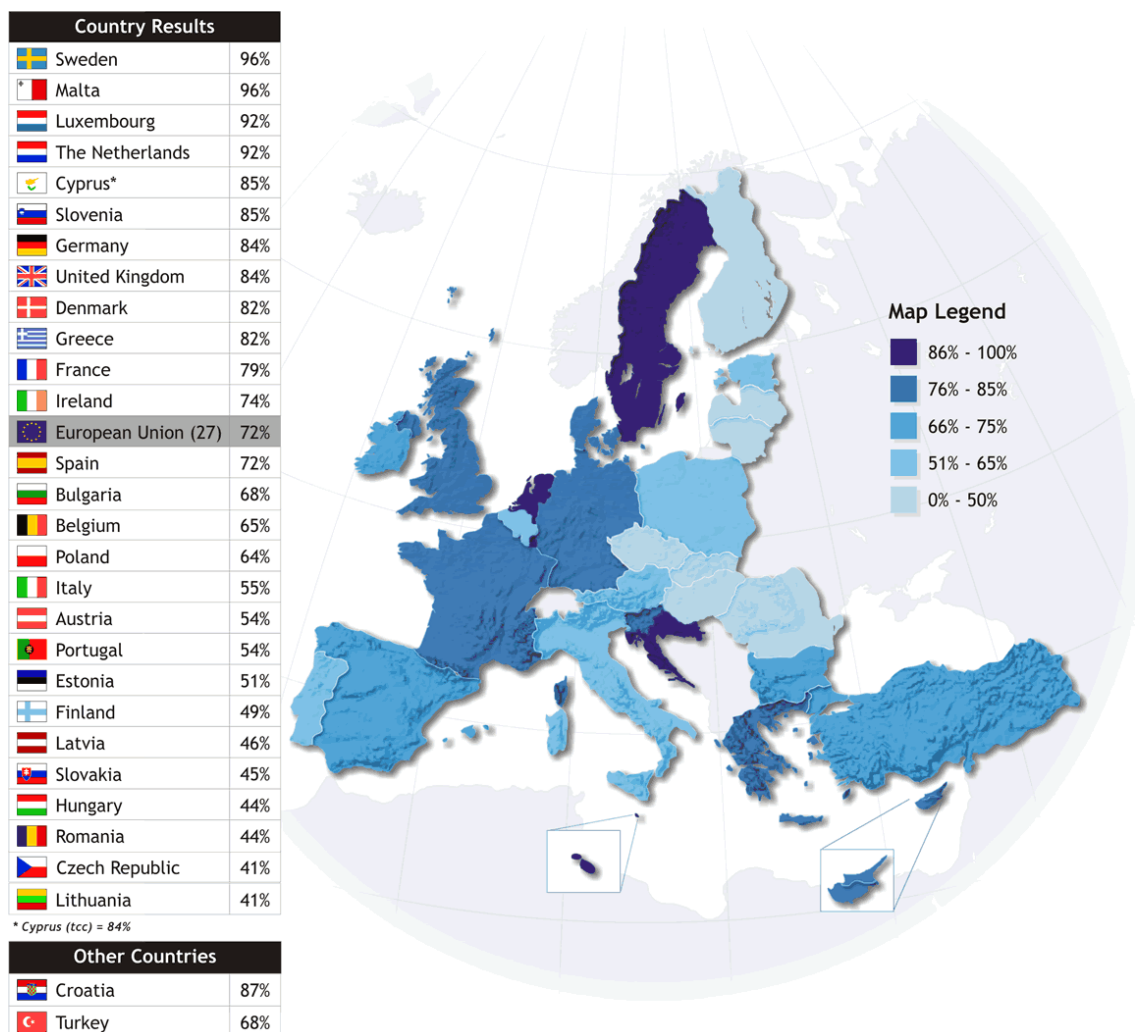 Country Results
Sweden 96%
Malta 96%
Luxembourg 92%
The Netherlands 92%
Cyprus* 85%
Slovenia 85%
Germany 84%
United Kingdom 84%
Denmark 82%
Greece 82%
France 79%
Ireland 74%
European Union (27) 72%
Spain 72%
Bulgaria 68%
Belgium 65%
Poland 64%
Italy 55%
Austria 54%
Portugal 54%
Estonia 51%
Finland 49%
Latvia 46%
Slovakia 45%
Hungary 44%
Romania 44%
Czech Republic 41%
Lithuania 41%
* Cyprus (tcc) = 84%
Other Countries
Croatia 87%
Turkey 68%
Map Legend
86% - 100%
76% - 85%
66% - 75%
51% - 65%
0% - 50%